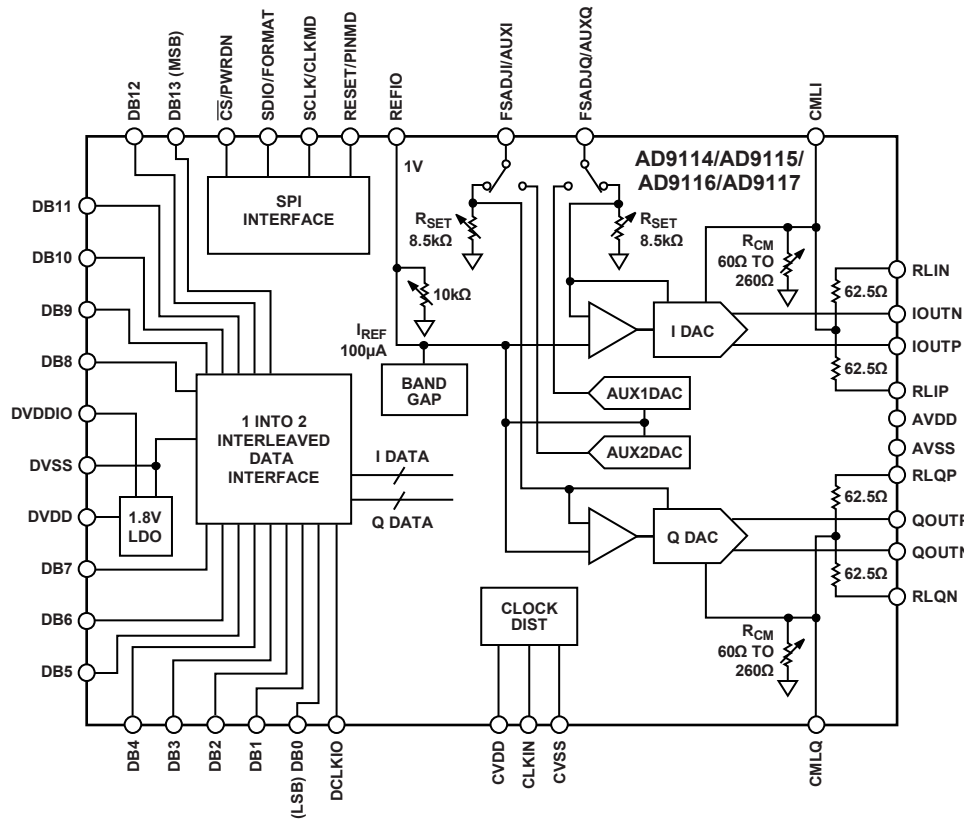 DB12
DB13 (MSB)
CS/PWRDN
SDIO/FORMAT
SCLK/CLKMD
RESET/PINMD
REFIO
FSADJI/AUXI
FSADJQ/AUXQ
CMLI
1V
AD9114/AD9115/
AD9116/AD9117
SPI
INTERFACE
DB11
DB10
DB9
DB8
DVDDIO
DVSS
DVDD
DB7
DB6
DB5
RSET
8.5kΩ
RSET
8.5kΩ
RCM
60Ω TO
260Ω
10kΩ
IREF
100µA
BAND
GAP
I DAC
62.5Ω
62.5Ω
RLIN
IOUTN
IOUTP
RLIP
AVDD
AVSS
RLQP
QOUTP
QOUTN
RLQN
AUX1DAC
AUX2DAC
1 INTO 2
INTERLEAVED
DATA
INTERFACE
I DATA
Q DATA
1.8V
LDO
Q DAC
62.5Ω
62.5Ω
CLOCK
DIST
RCM
60Ω TO
260Ω
DB4
DB3
DB2
DB1
(LSB) DB0
DCLKIO
CVDD
CLKIN
CVSS
CMLQ